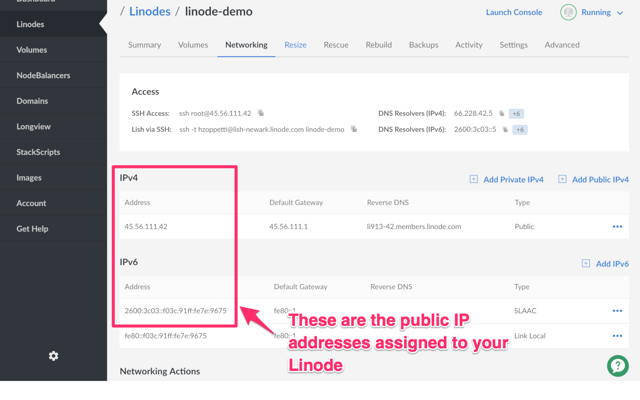 Dashboard
/ Linodes / linode-demo
Launch Console
Running
Linodes
Summary Volumes Networking Resize Rescue Rebuild Backups Activity Settings Advanced
Volumes
NodeBalancers
Domains
Longview
StackScripts
Images
Account
Get Help
Access
SSH Access: ssh root@45.56.111.42
DNS Resolvers (IPv4): 66.228.42.5 +6
Lish via SSH: ssh -t hzoppetti@lish-newark.linode.com linode-demo
DNS Resolvers (IPv6): 2600:3c03::5 +6
IPv4
Add Private IPv4 Add Public IPv4
Address Default Gateway Reverse DNS Type
45.56.111.42 45.56.111.1 li913-42.members.linode.com Public
IPv6
Add IPv6
Address Default Gateway Reverse DNS Type
2600:3c03::f03c:91ff:fe7e:9675 fe80::1 SLAAC
fe80::f03c:91ff:fe7e:9675 fe80::1 Link Local
These are the public IP
addresses assigned to your
Linode
Networking Actions